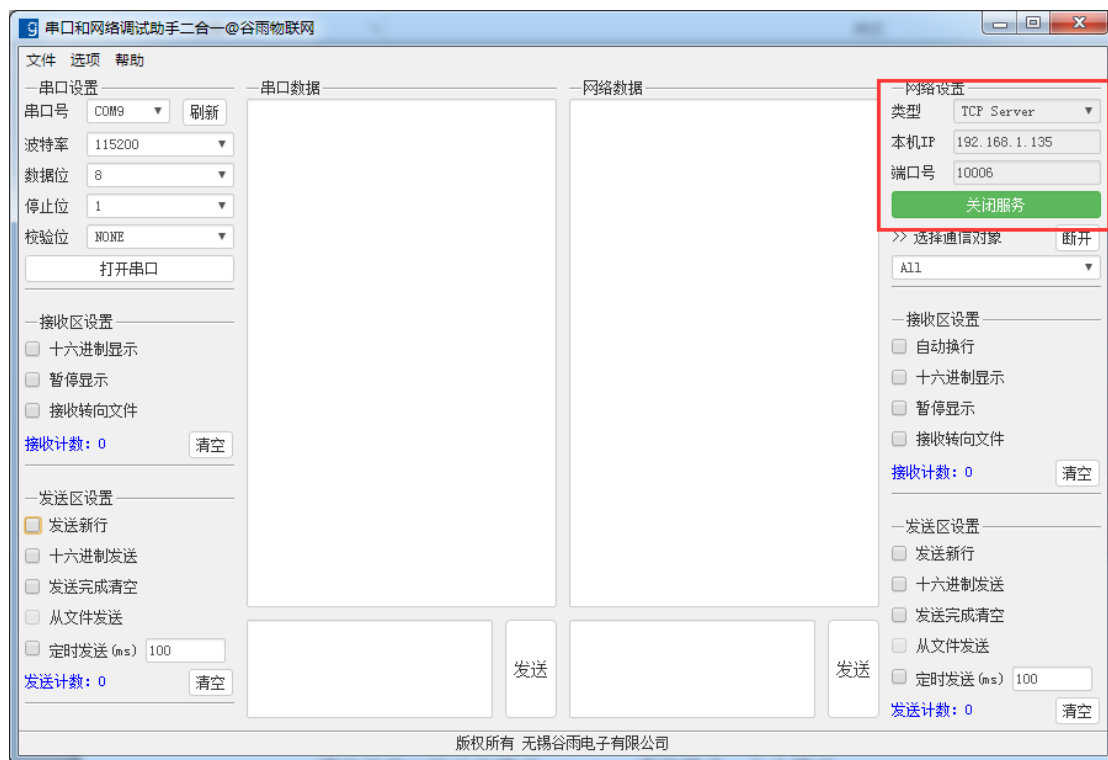 串口和网络调试助手二合一@谷雨物联网
文件 选项 帮助
串口设置
串口号 COM9 刷新
波特率 115200
数据位 8
停止位 1
校验位 NONE
打开串口
接收区设置
十六进制显示
暂停显示
接收转向文件
接收计数: 0 清空
发送区设置
发送新行
十六进制发送
发送完成清空
从文件发送
定时发送(ms) 100
发送计数: 0 清空
串口数据
发送
网络数据
发送
网络设置
类型 TCP Server
本机IP 192.168.1.135
端口号 10006
关闭服务
>> 选择通信对象 断开
All
接收区设置
自动换行
十六进制显示
暂停显示
接收转向文件
接收计数: 0 清空
发送区设置
发送新行
十六进制发送
发送完成清空
从文件发送
定时发送(ms) 100
发送计数: 0 清空
版权所有 无锡谷雨电子有限公司